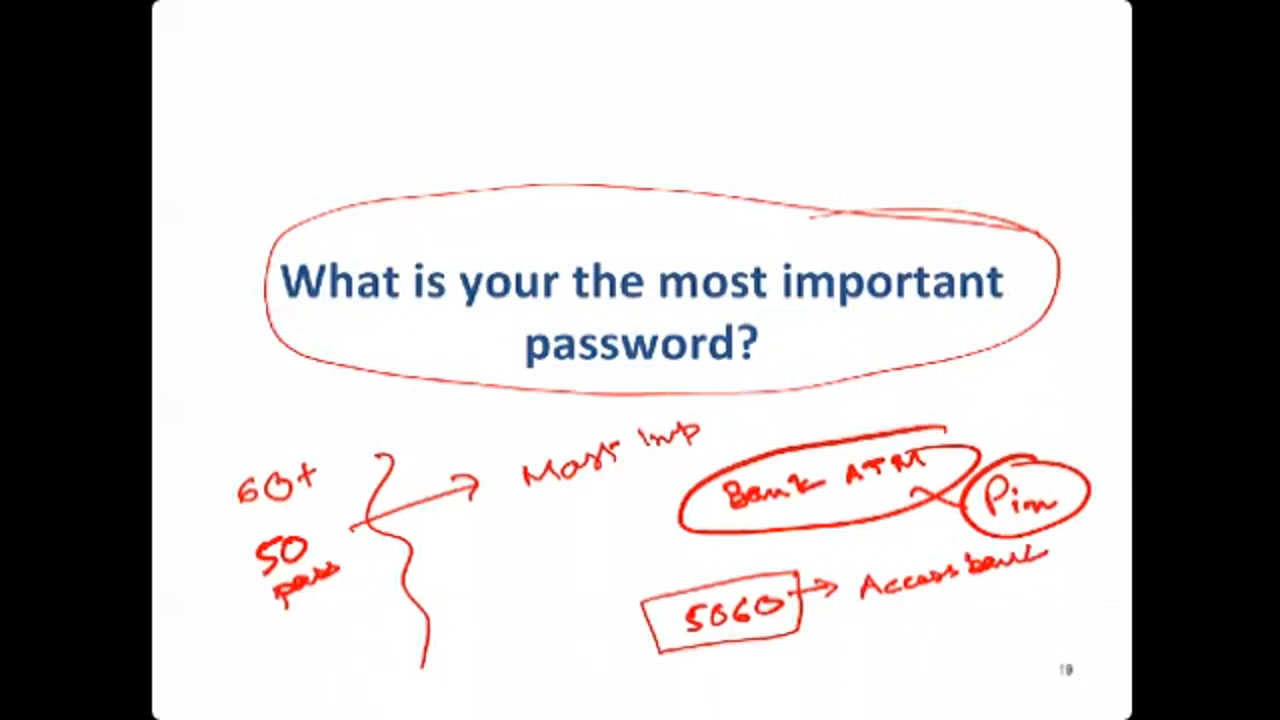 What is your the most important
password?
60+
50
pass
Most imp
Bank ATM
Pin
5060
Access bank
19